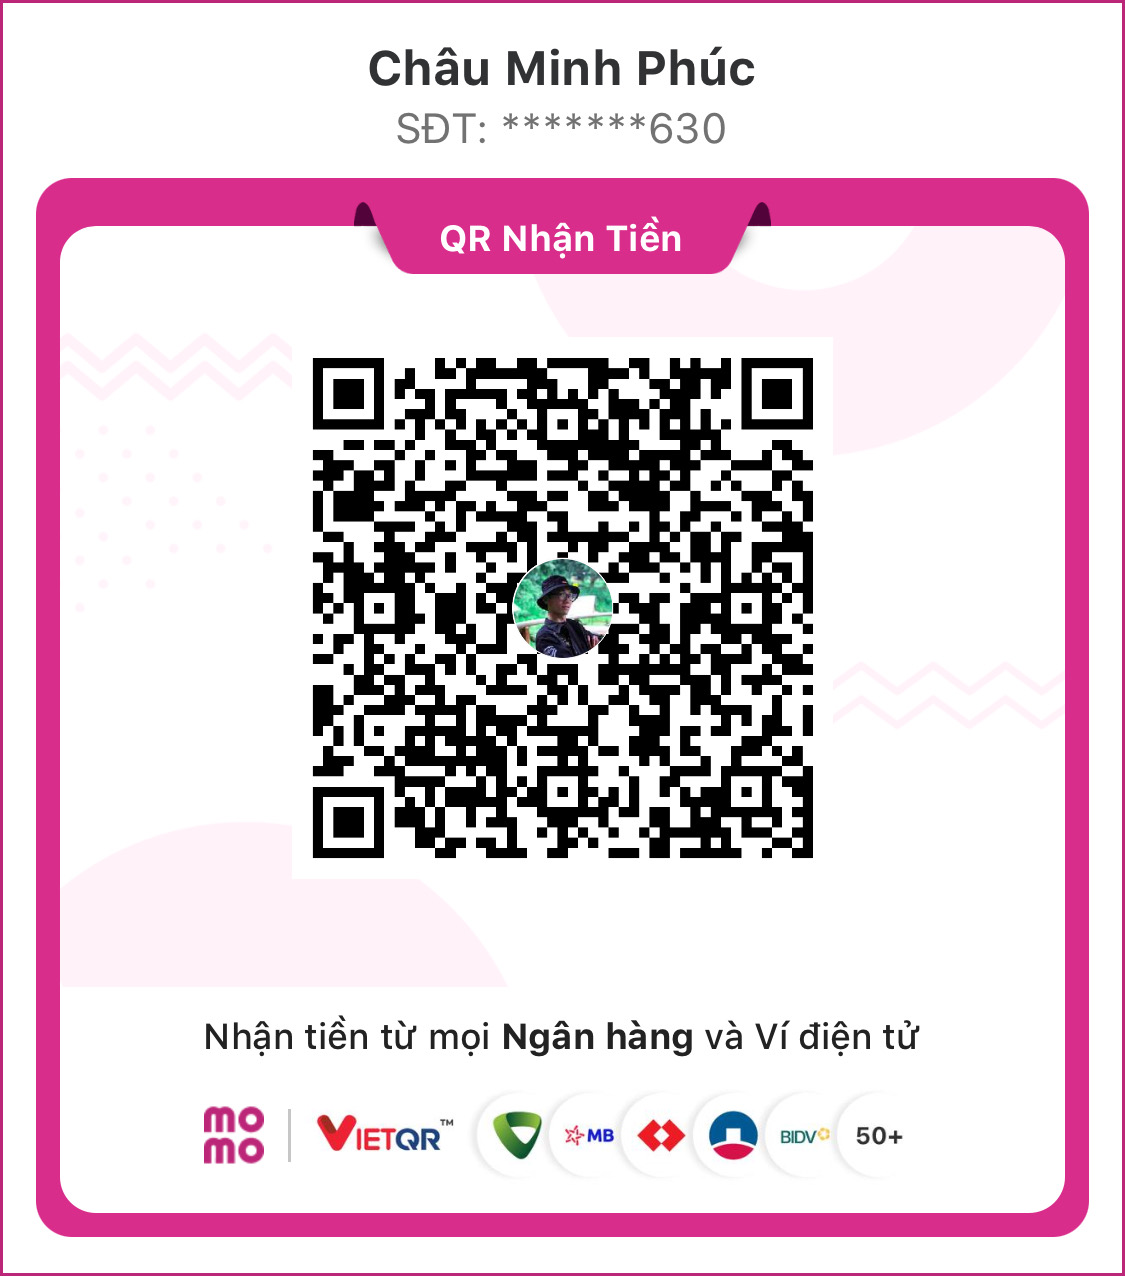 Châu Minh Phúc
SĐT: *******630
QR Nhận Tiền
Nhận tiền từ mọi Ngân hàng và Ví điện tử
mo
mo
VIETQR™
MB
BIDV
50+